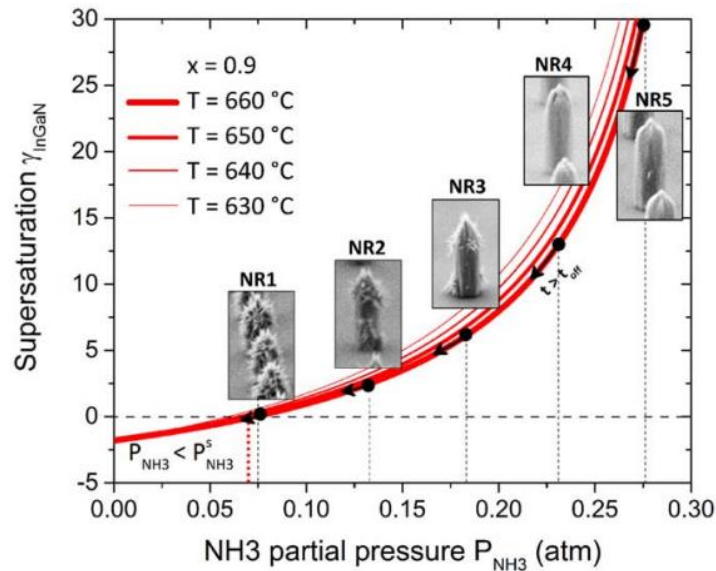 Supersaturation γInGaN
30
25
20
15
10
5
0
-5
x = 0.9
T = 660 °C
T = 650 °C
T = 640 °C
T = 630 °C
NR1
NR2
NR3
NR4
NR5
t > toff
PNH3 < PSNH3
0.00 0.05 0.10 0.15 0.20 0.25 0.30
NH3 partial pressure PNH3 (atm)